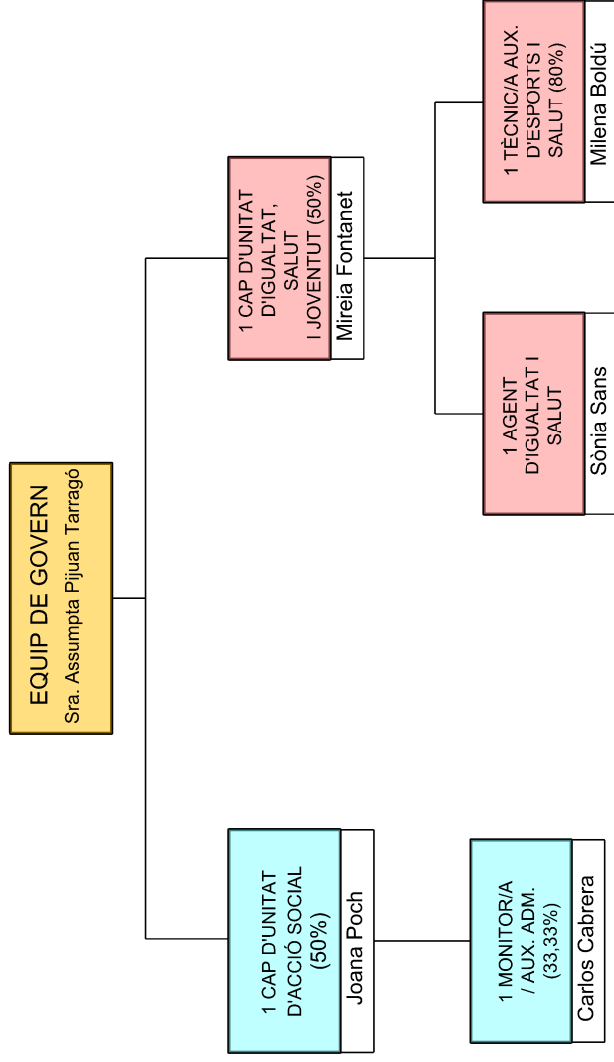 EQUIP DE GOVERN
Sra. Assumpta Pijuan Tarragó
1 CAP D'UNITAT
D'ACCIÓ SOCIAL
(50%)
Joana Poch
1 CAP D'UNITAT
D'IGUALTAT,
SALUT
I JOVENTUT (50%)
Mireia Fontanet
1 MONITOR/A
/ AUX. ADM.
(33,33%)
Carlos Cabrera
1 AGENT
D'IGUALTAT I
SALUT
Sònia Sans
1 TÈCNIC/A AUX.
D'ESPORTS I
SALUT (80%)
Milena Boldú